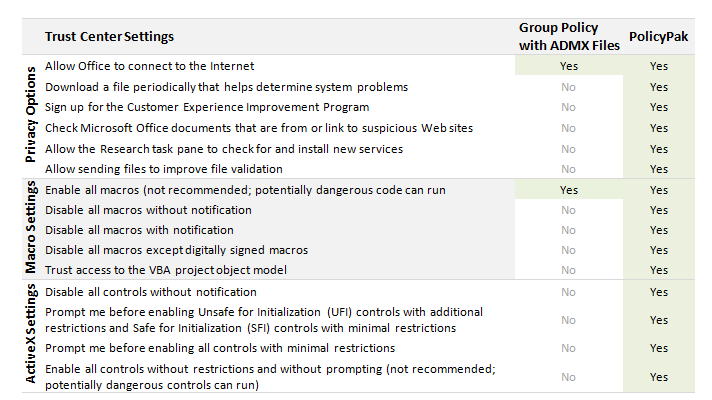 Trust Center Settings Group Policy with ADMX Files PolicyPak
Privacy Options
Allow Office to connect to the Internet Yes Yes
Download a file periodically that helps determine system problems No Yes
Sign up for the Customer Experience Improvement Program No Yes
Check Microsoft Office documents that are from or link to suspicious Web sites No Yes
Allow the Research task pane to check for and install new services No Yes
Allow sending files to improve file validation No Yes
Macro Settings
Enable all macros (not recommended; potentially dangerous code can run Yes Yes
Disable all macros without notification No Yes
Disable all macros with notification No Yes
Disable all macros except digitally signed macros No Yes
Trust access to the VBA project object model No Yes
ActiveX Settings
Disable all controls without notification No Yes
Prompt me before enabling Unsafe for Initialization (UFI) controls with additional
restrictions and Safe for Initialization (SFI) controls with minimal restrictions No Yes
Prompt me before enabling all controls with minimal restrictions No Yes
Enable all controls without restrictions and without prompting (not recommended;
potentially dangerous controls can run) No Yes